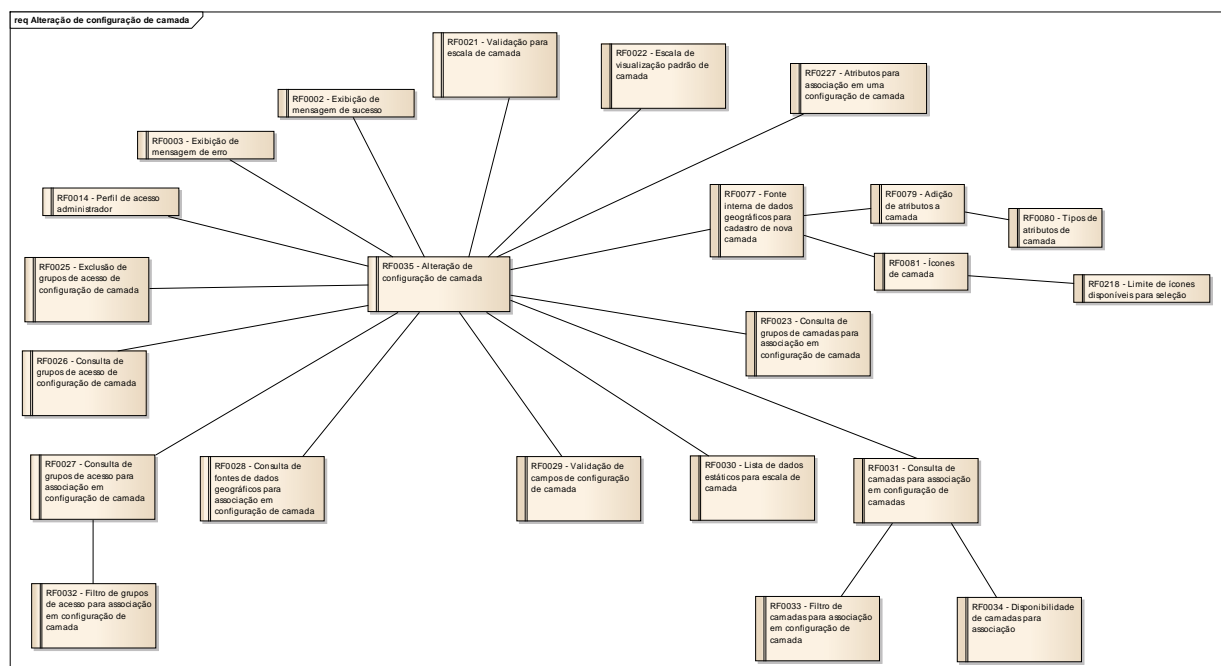 req Alteração de configuração de camada
RF0021 - Validação para
escala de camada
RF0022 - Escala de
visualização padrão de
camada
RF0227 - Atributos para
associação em uma
configuração de camada
RF0002 - Exibição de
mensagem de sucesso
RF0003 - Exibição de
mensagem de erro
RF0014 - Perfil de acesso
administrador
RF0077 - Fonte
interna de dados
geográficos para
cadastro de nova
camada
RF0079 - Adição
de atributos a
camada
RF0080 - Tipos de
atributos de
camada
RF0025 - Exclusão de
grupos de acesso de
configuração de camada
RF0035 - Alteração de
configuração de camada
RF0081 - Ícones
de camada
RF0218 - Limite de ícones
disponíveis para seleção
RF0023 - Consulta de
grupos de camadas para
associação em
configuração de camada
RF0026 - Consulta de
grupos de acesso de
configuração de camada
RF0027 - Consulta de
grupos de acesso para
associação em
configuração de camada
RF0028 - Consulta de
fontes de dados
geográficos para
associação em
configuração de camada
RF0029 - Validação de
campos de configuração
de camada
RF0030 - Lista de dados
estáticos para escala de
camada
RF0031 - Consulta de
camadas para associação
em configuração de
camadas
RF0032 - Filtro de grupos
de acesso para associação
em configuração de
camada
RF0033 - Filtro de
camadas para associação
em configuração de
camada
RF0034 - Disponibilidade
de camadas para
associação